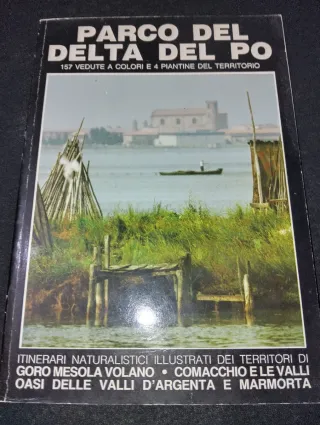 PARCO DEL
DELTA DEL PO
157 VEDUTE A COLORI E 4 PIANTINE DEL TERRITORIO
ITINERARI NATURALISTICI ILLUSTRATI DEI TERRITORI DI
GORO MESOLA VOLANO • COMACCHIO E LE VALLI
OASI DELLE VALLI D'ARGENTA E MARMORTA